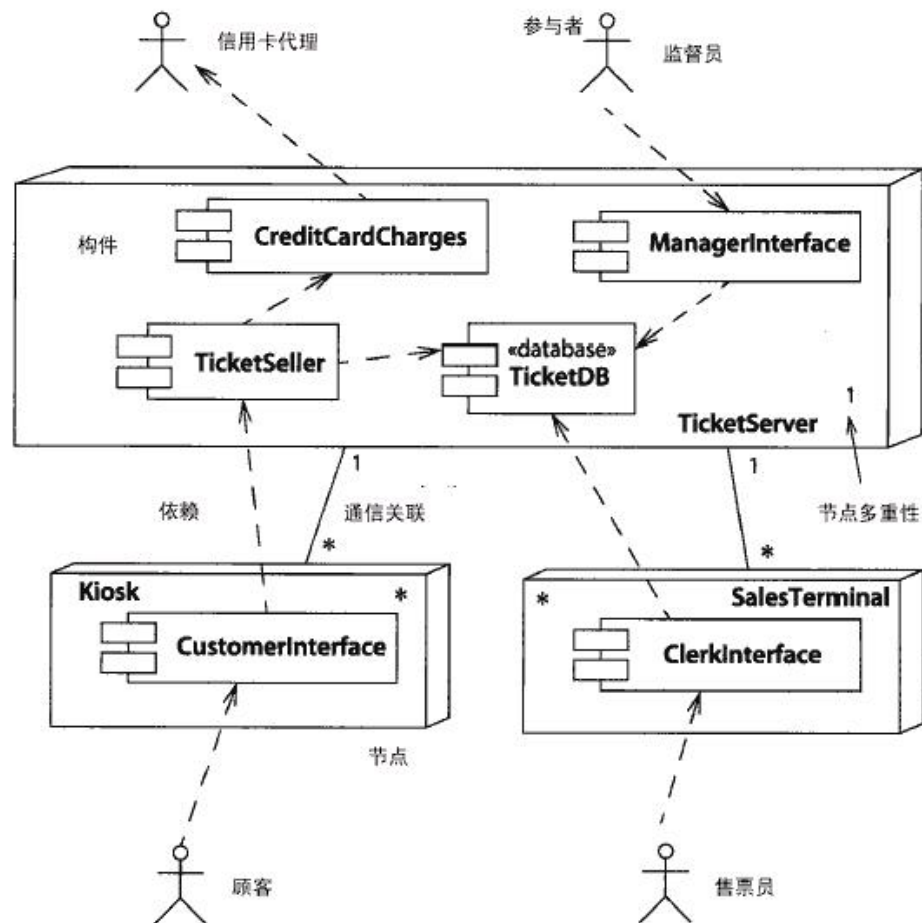 信用卡代理
参与者
监督员
构件
CreditCardCharges
ManagerInterface
TicketSeller
«database»
TicketDB
1
TicketServer
1
1
依赖
通信关联
节点多重性
*
*
Kiosk
*
*
SalesTerminal
CustomerInterface
ClerkInterface
节点
顾客
售票员